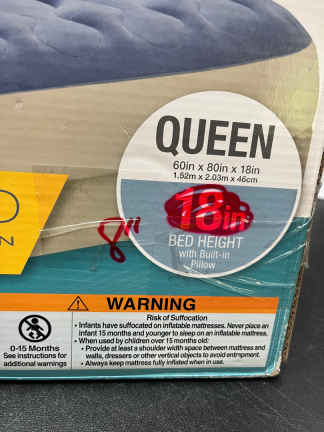 QUEEN
60in x 80in x 18in
1.52m x 2.03m x 46cm
18in
8"
BED HEIGHT
with Built-in
Pillow
O
Z
WARNING
Risk of Suffocation
0-15 Months
See instructions for
additional warnings
• Infants have suffocated on inflatable mattresses. Never place an
infant 15 months and younger to sleep on an inflatable mattress.
• When used by children over 15 months old:
• Provide at least a shoulder width space between mattress and
walls, dressers or other vertical objects to avoid entrapment.
• Always keep mattress fully inflated when in use.